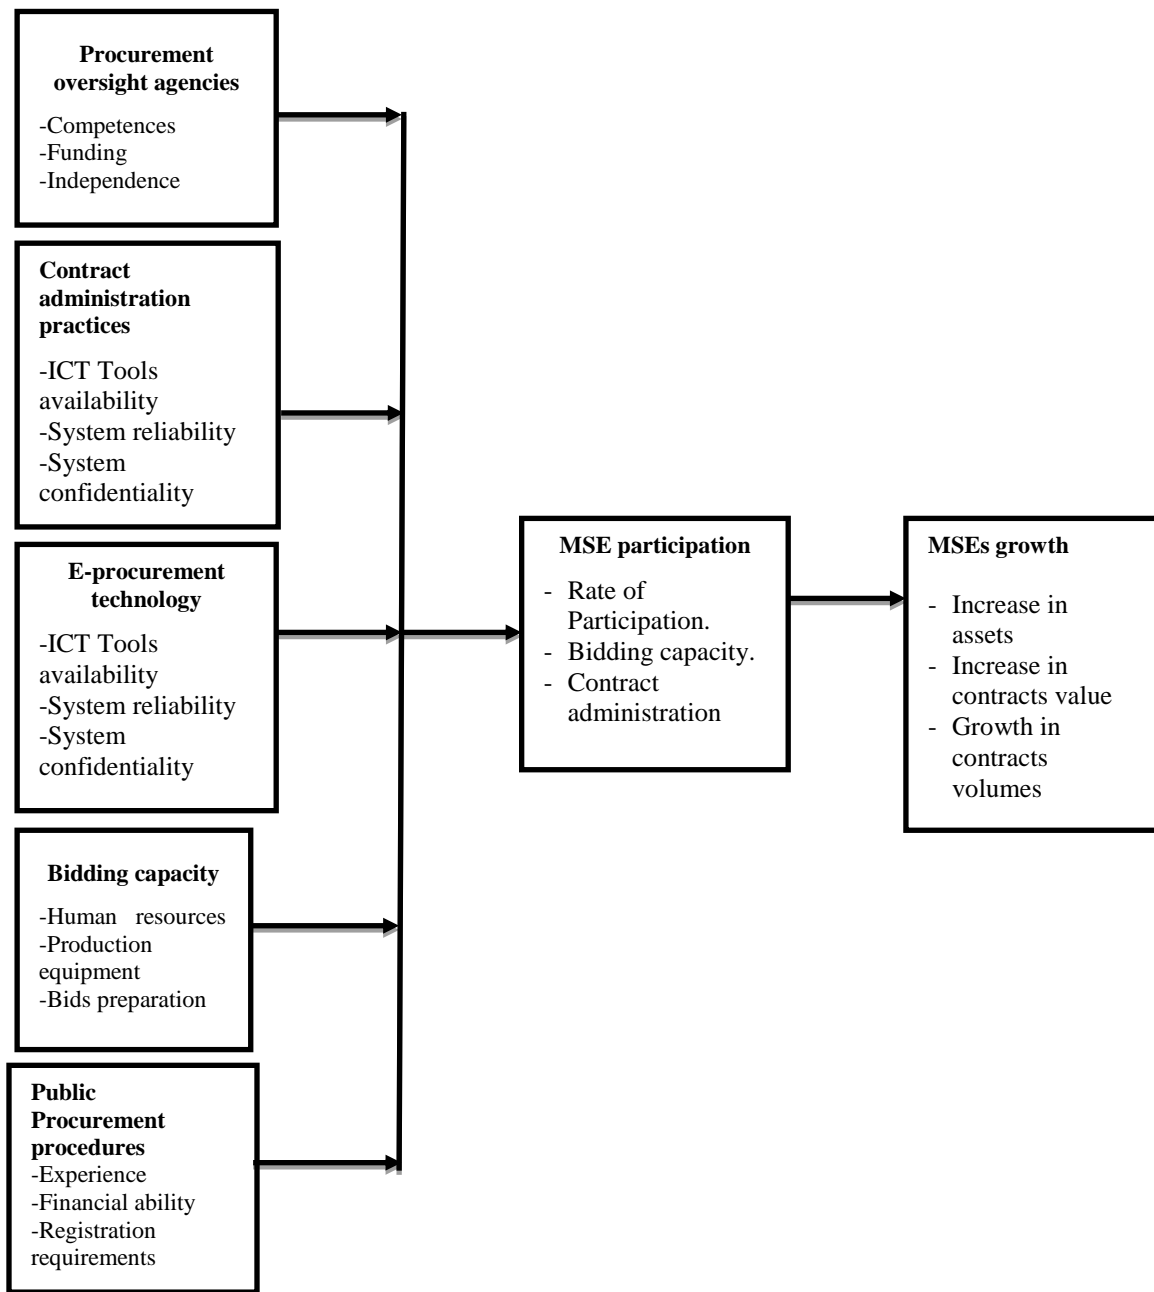 Procurement
oversight agencies
-Competences
-Funding
-Independence
Contract
administration
practices
-ICT Tools
availability
-System reliability
-System
confidentiality
E-procurement
technology
-ICT Tools
availability
-System reliability
-System
confidentiality
Bidding capacity
-Human resources
-Production
equipment
-Bids preparation
Public
Procurement
procedures
-Experience
-Financial ability
-Registration
requirements
MSE participation
- Rate of
Participation.
- Bidding capacity.
- Contract
administration
MSEs growth
- Increase in
assets
- Increase in
contracts value
- Growth in
contracts
volumes